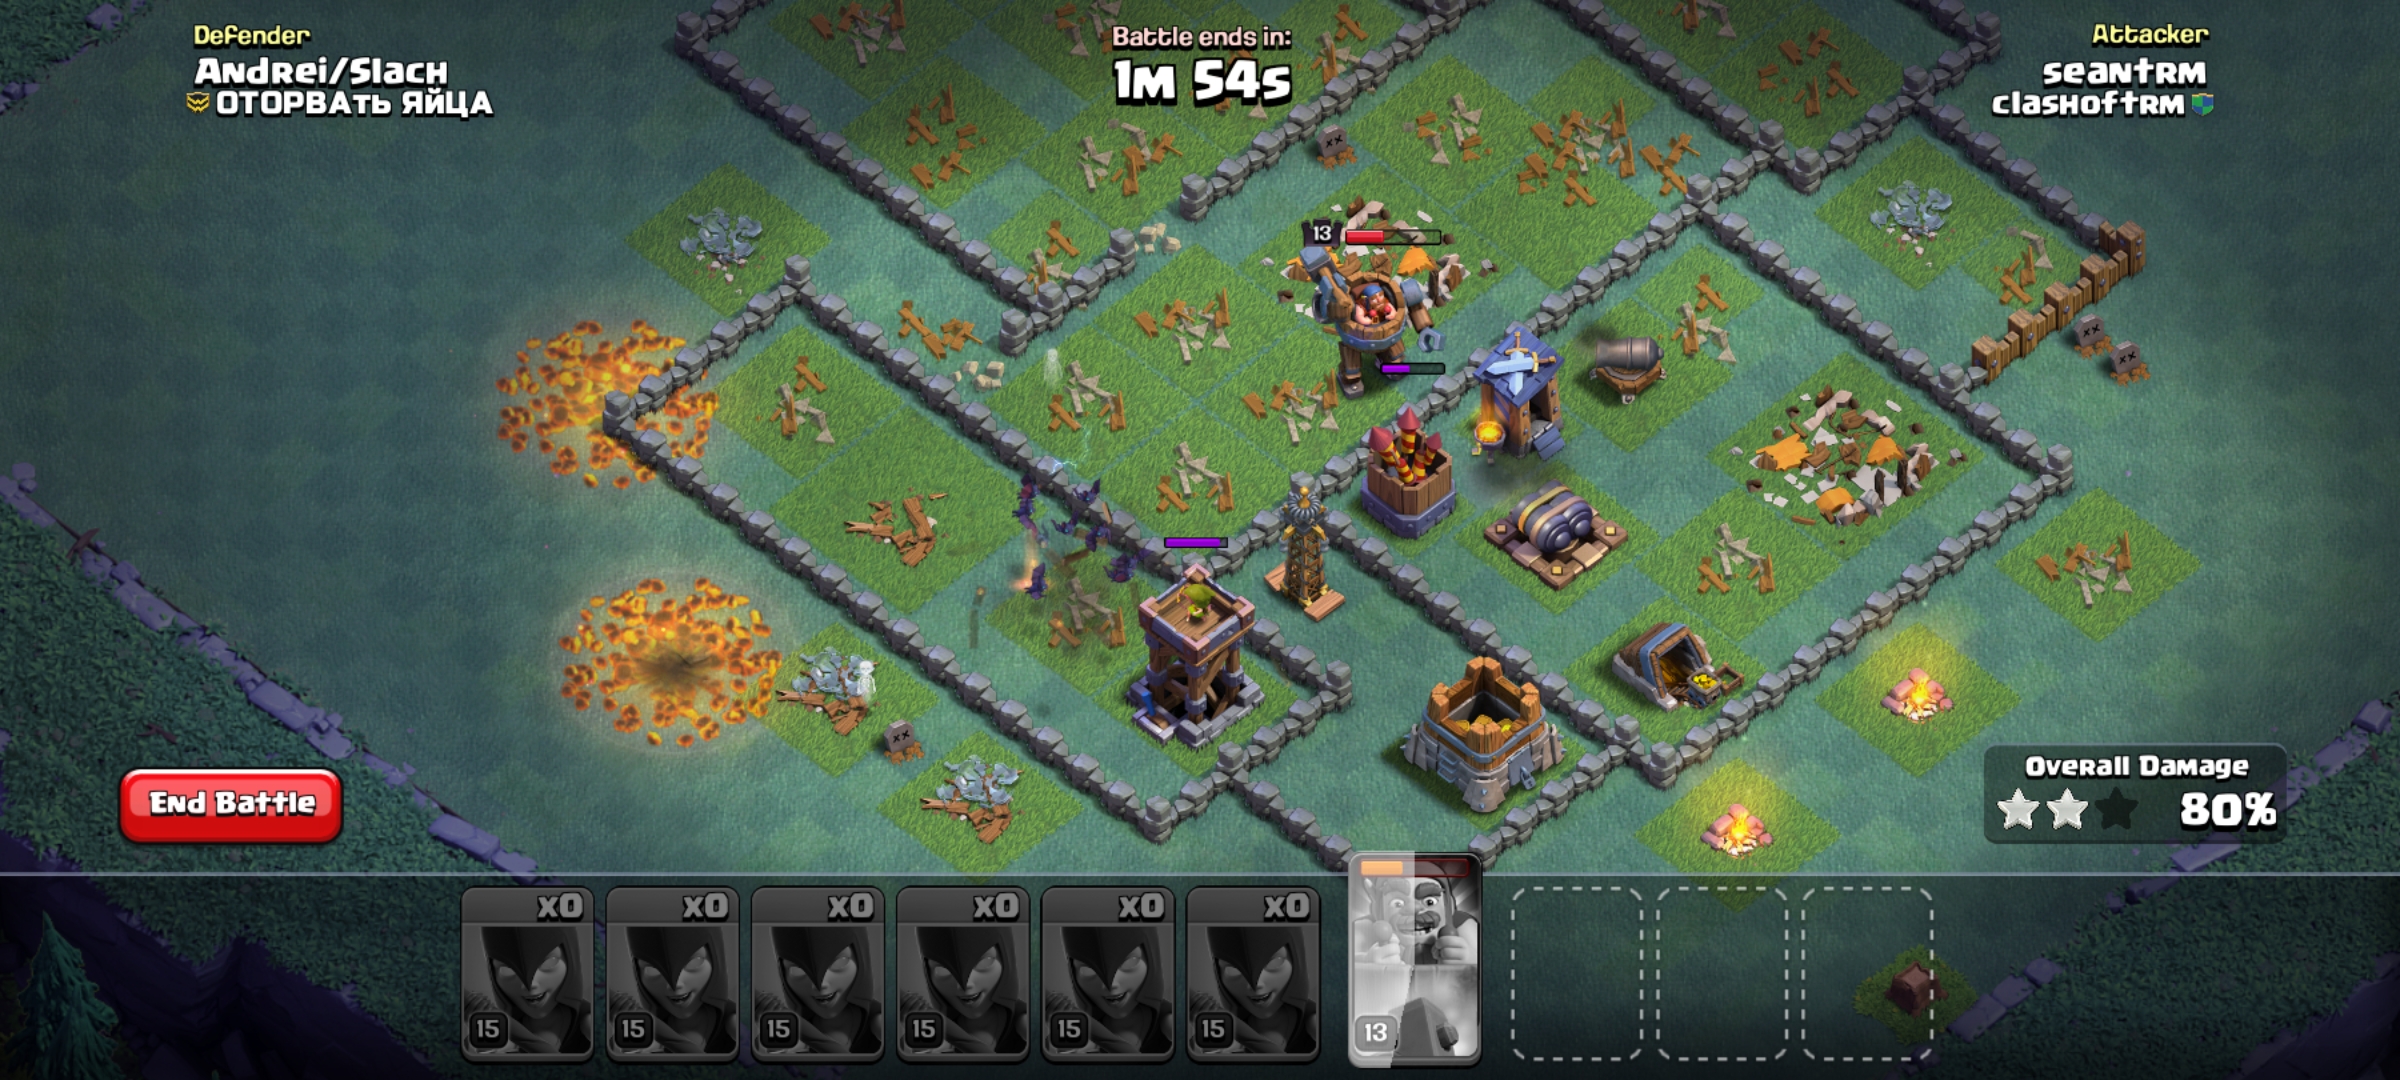 Defender
Andrei/Slach
ОТОРВАТЬ ЯЙЦА
Battle ends in:
1M 54s
Attacker
seantrm
clashoftrm
13
End Battle
Overall Damage
80%
x0 x0 x0 x0 x0 x0
15 15 15 15 15 15 13